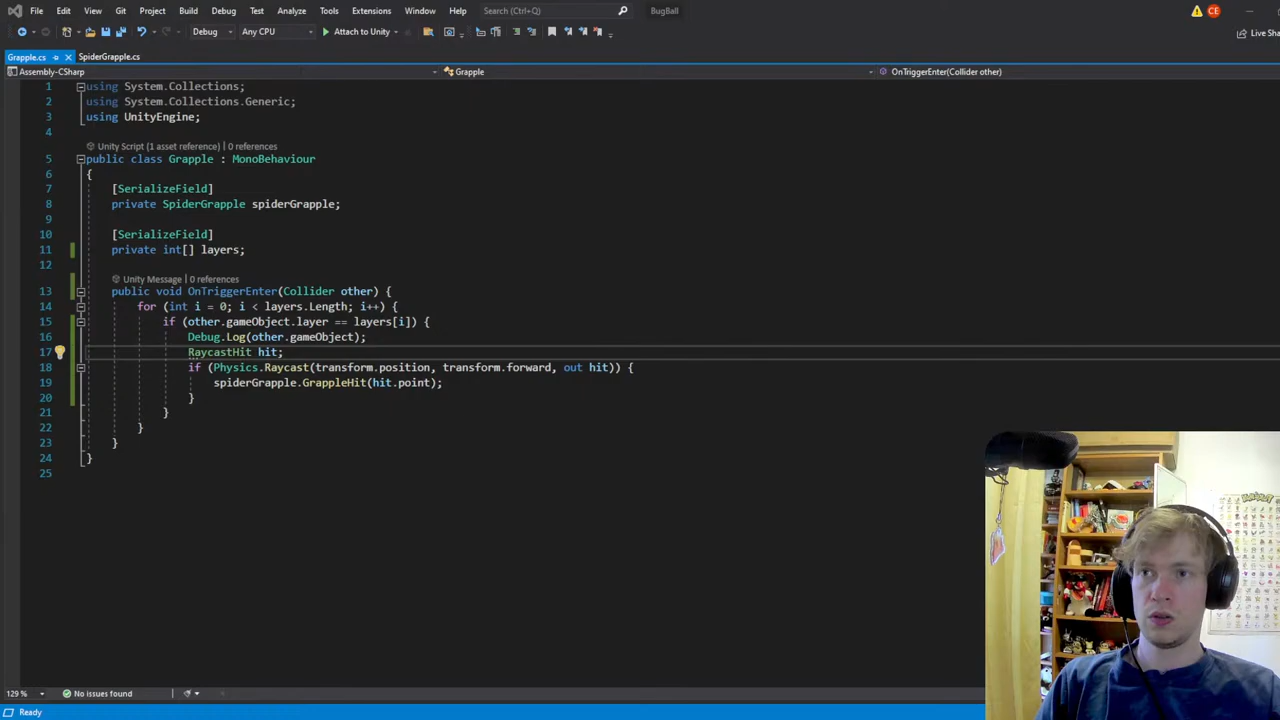 File Edit View Git Project Build Debug Test Analyze Tools Extensions Window Help Search (Ctrl+Q) BugBall CE
Debug Any CPU Attach to Unity Live Sha
Grapple.cs SpiderGrapple.cs
Assembly-CSharp Grapple OnTriggerEnter(Collider other)
1 using System.Collections;
2 using System.Collections.Generic;
3 using UnityEngine;
4
Unity Script (1 asset reference) | 0 references
5 public class Grapple : MonoBehaviour
6 {
7 [SerializeField]
8 private SpiderGrapple spiderGrapple;
9
10 [SerializeField]
11 private int[] layers;
12
Unity Message | 0 references
13 public void OnTriggerEnter(Collider other) {
14 for (int i = 0; i < layers.Length; i++) {
15 if (other.gameObject.layer == layers[i]) {
16 Debug.Log(other.gameObject);
17 RaycastHit hit;
18 if (Physics.Raycast(transform.position, transform.forward, out hit)) {
19 spiderGrapple.GrappleHit(hit.point);
20 }
21 }
22 }
23 }
24 }
25
129 % No issues found
Ready